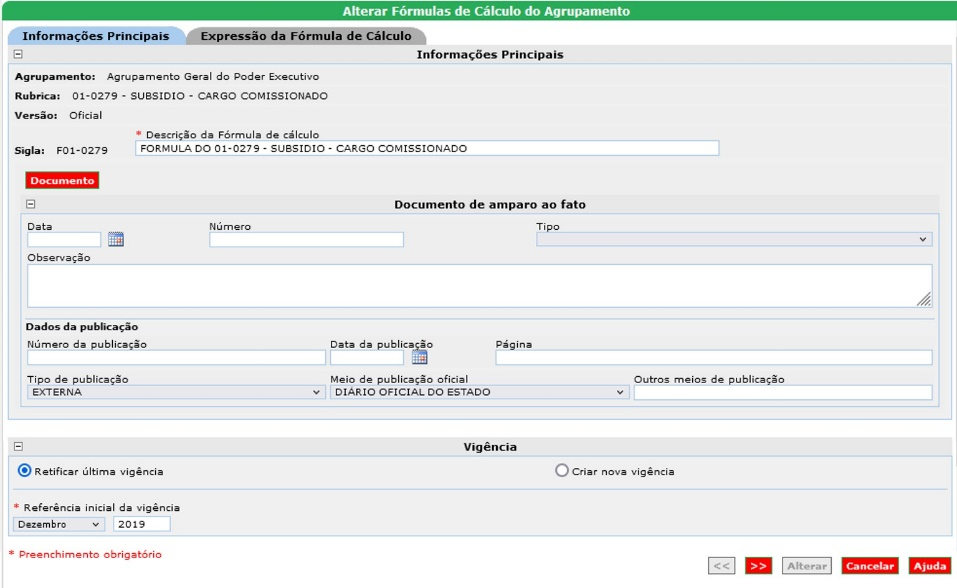 Alterar Fórmulas de Cálculo do Agrupamento
Informações Principais Expressão da Fórmula de Cálculo
Informações Principais
Agrupamento: Agrupamento Geral do Poder Executivo
Rubrica: 01-0279 - SUBSIDIO - CARGO COMISSIONADO
Versão: Oficial
* Descrição da Fórmula de cálculo
Sigla: F01-0279 FORMULA DO 01-0279 - SUBSIDIO - CARGO COMISSIONADO
Documento
Documento de amparo ao fato
Data Número Tipo
Observação
Dados da publicação
Número da publicação Data da publicação Página
Tipo de publicação Meio de publicação oficial Outros meios de publicação
EXTERNA DIÁRIO OFICIAL DO ESTADO
Vigência
Retificar última vigência Criar nova vigência
* Referência inicial da vigência
Dezembro 2019
* Preenchimento obrigatório
<< >> Alterar Cancelar Ajuda